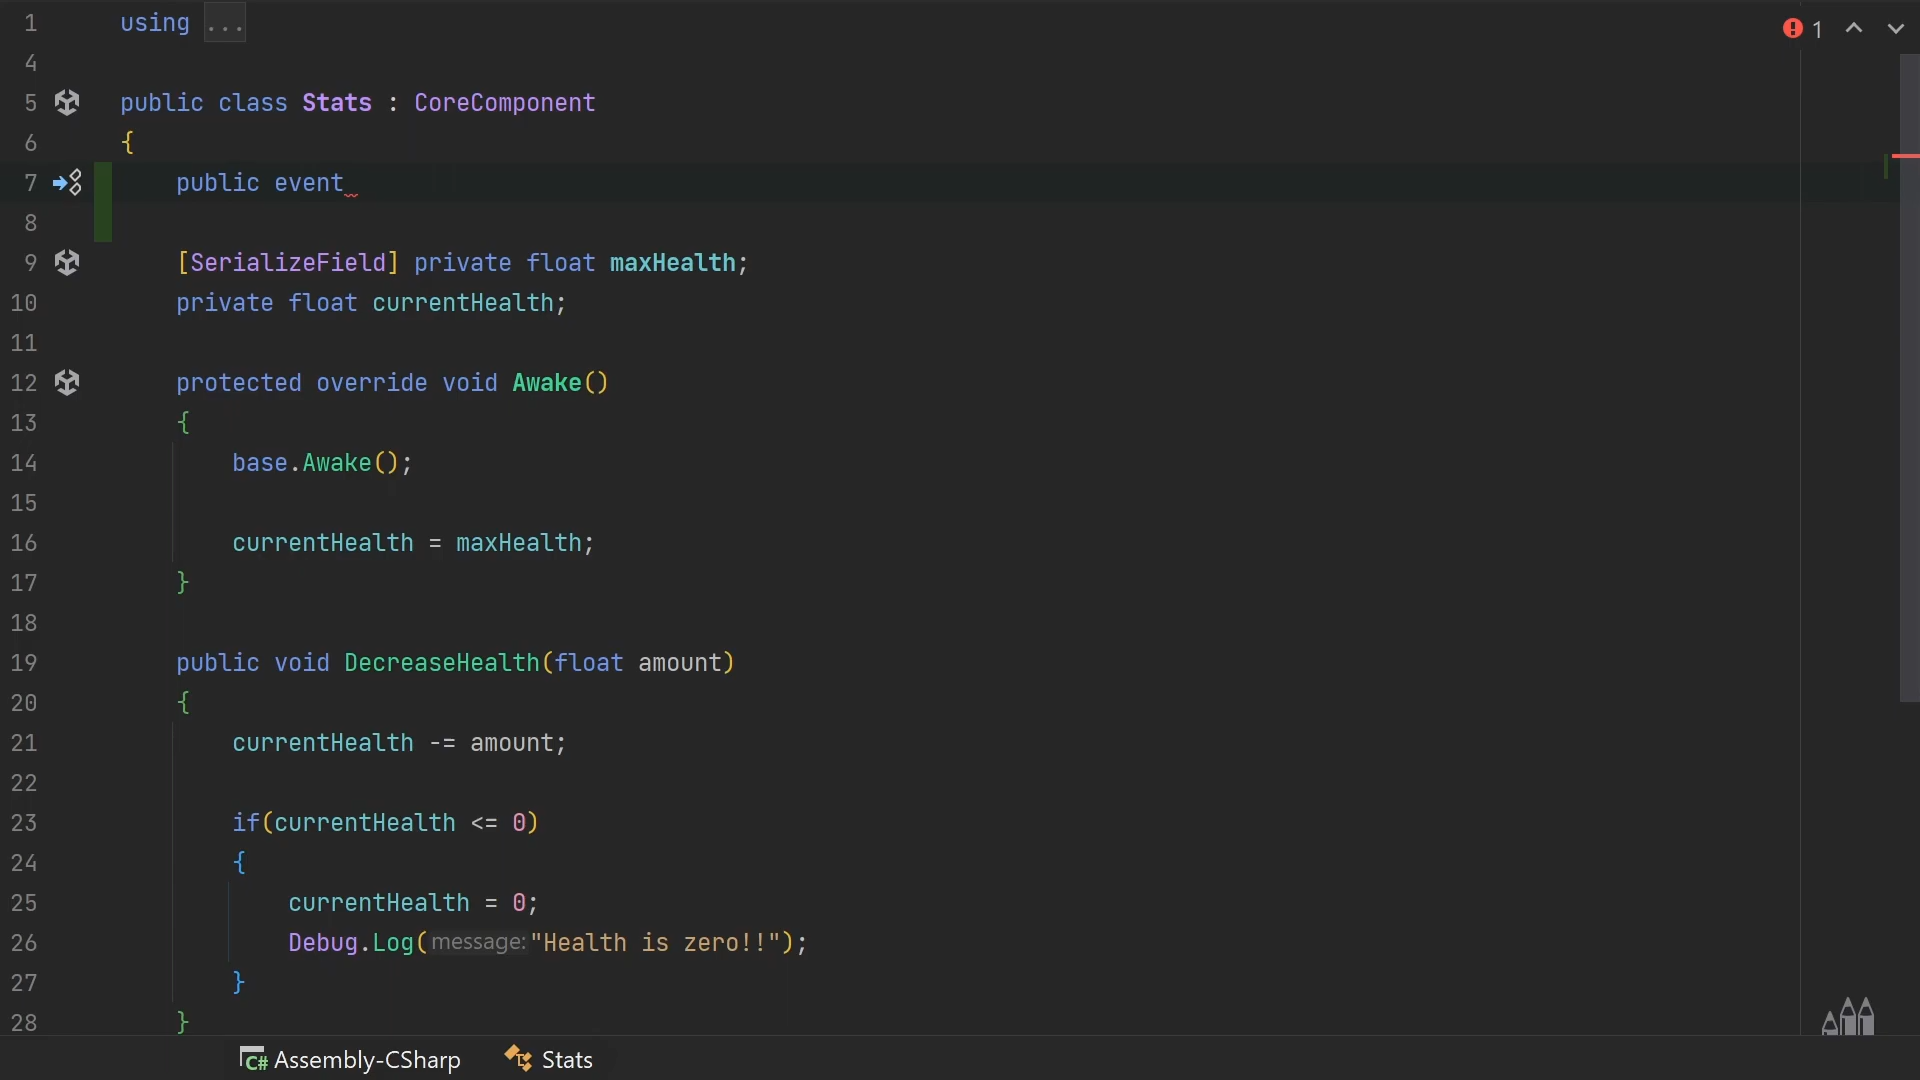 1 using ...
4
5 public class Stats : CoreComponent
6 {
7 public event
8
9 [SerializeField] private float maxHealth;
10 private float currentHealth;
11
12 protected override void Awake()
13 {
14 base.Awake();
15
16 currentHealth = maxHealth;
17 }
18
19 public void DecreaseHealth(float amount)
20 {
21 currentHealth -= amount;
22
23 if(currentHealth <= 0)
24 {
25 currentHealth = 0;
26 Debug.Log(message:"Health is zero!!");
27 }
28 }
1
C# Assembly-CSharp Stats